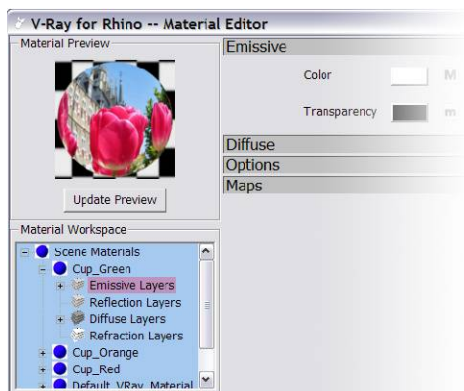 V-Ray for Rhino -- Material Editor
Material Preview
Update Preview
Emissive
Color M
Transparency m
Diffuse
Options
Maps
Material Workspace
Scene Materials
Cup_Green
Emissive Layers
Reflection Layers
Diffuse Layers
Refraction Layers
Cup_Orange
Cup_Red
Default_VRay_Material